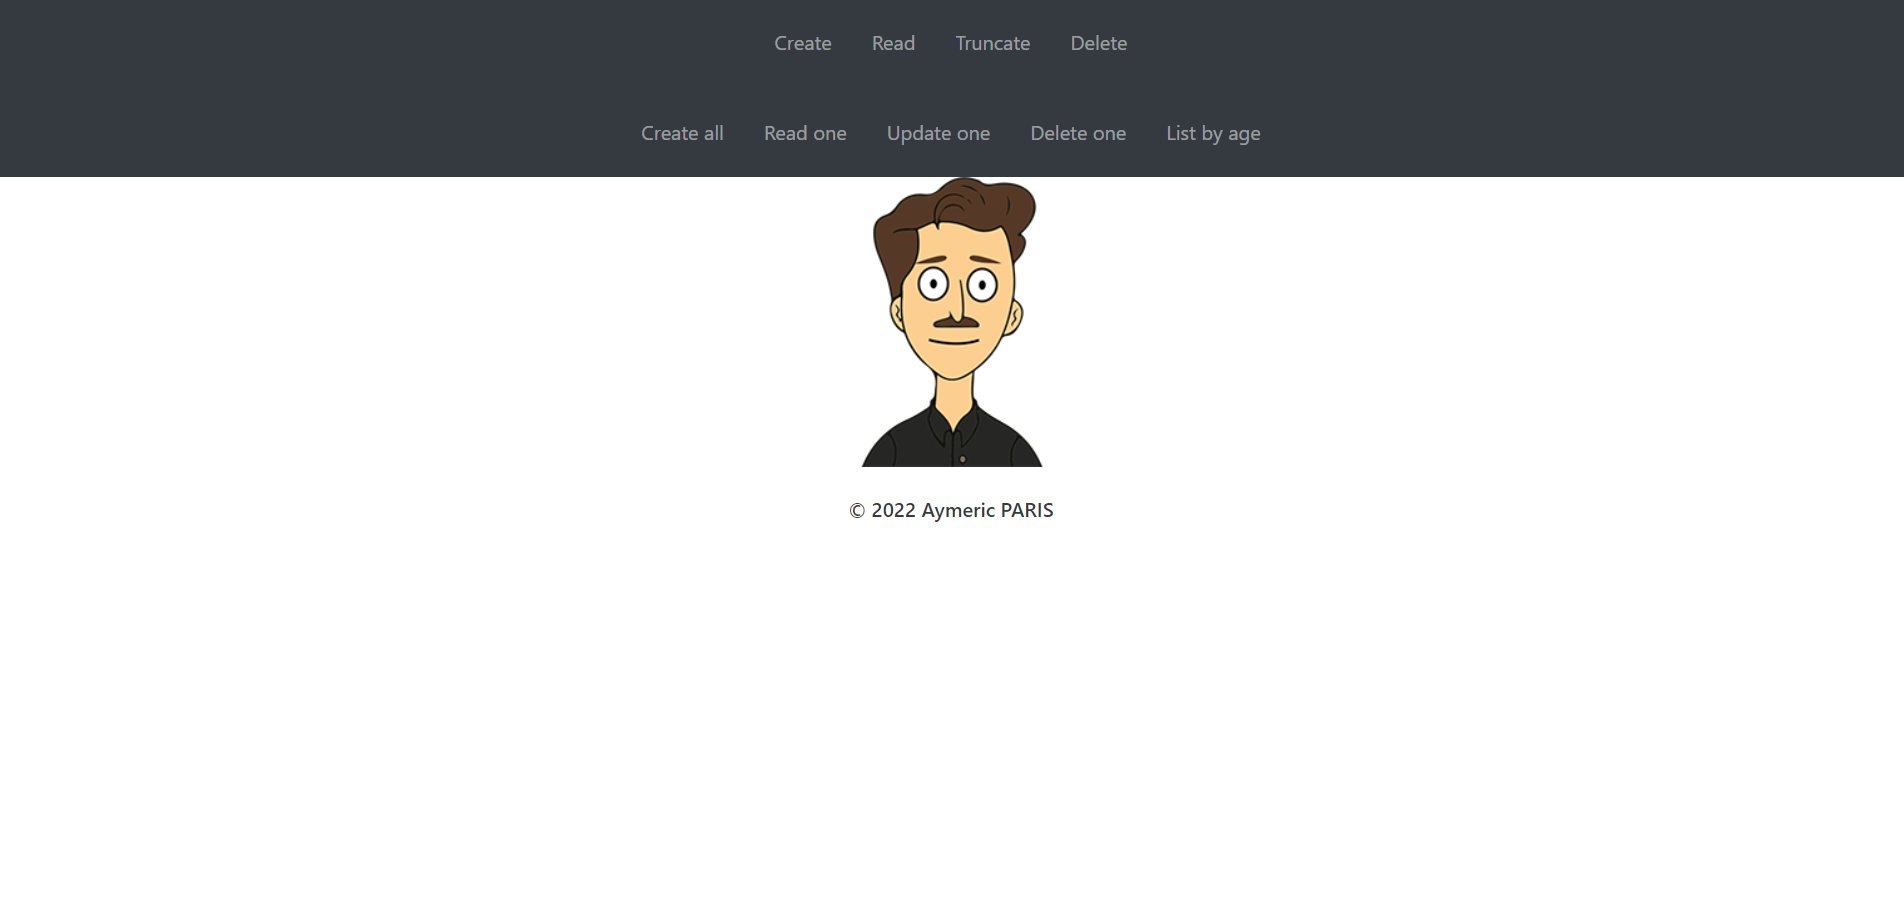 Create Read Truncate Delete
Create all Read one Update one Delete one List by age
© 2022 Aymeric PARIS